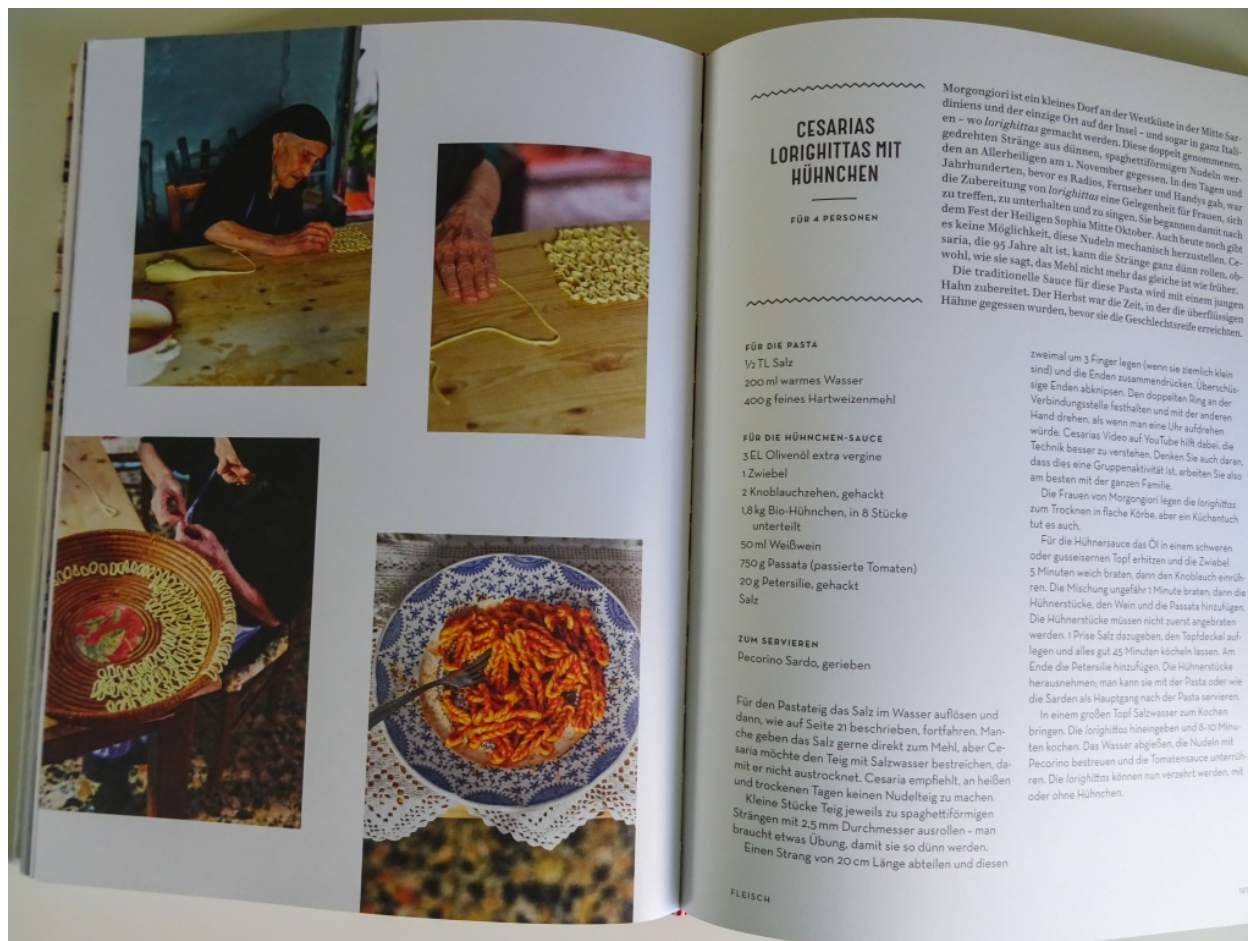 CESARIAS
LORIGHITTAS MIT
HÜHNCHEN
FÜR 4 PERSONEN
Morgongiori ist ein kleines Dorf an der Westküste in der Mitte Sar-
diniens und der einzige Ort auf der Insel – und sogar in ganz Itali-
en – wo lorighittas gemacht werden. Diese doppelt genommenen,
gedrehten Stränge aus dünnen, spaghettiförmigen Nudeln wer-
den an Allerheiligen am 1. November gegessen. In den Tagen und
Jahrhunderten, bevor es Radios, Fernseher und Handys gab, war
die Zubereitung von lorighittas eine Gelegenheit für Frauen, sich
zu treffen, zu unterhalten und zu singen. Sie begannen damit nach
dem Fest der Heiligen Sophia Mitte Oktober. Auch heute noch gibt
es keine Möglichkeit, diese Nudeln mechanisch herzustellen. Ce-
saria, die 95 Jahre alt ist, kann die Stränge ganz dünn rollen, ob-
wohl, wie sie sagt, das Mehl nicht mehr das gleiche ist wie früher.
Die traditionelle Sauce für diese Pasta wird mit einem jungen
Hahn zubereitet. Der Herbst war die Zeit, in der die überflüssigen
Hähne gegessen wurden, bevor sie die Geschlechtsreife erreichten.
FÜR DIE PASTA
½ TL Salz
200 ml warmes Wasser
400 g feines Hartweizenmehl
FÜR DIE HÜHNCHEN-SAUCE
3 EL Olivenöl extra vergine
1 Zwiebel
2 Knoblauchzehen, gehackt
1,8 kg Bio-Hühnchen, in 8 Stücke
unterteilt
50 ml Weißwein
750 g Passata (passierte Tomaten)
20 g Petersilie, gehackt
Salz
ZUM SERVIEREN
Pecorino Sardo, gerieben
Für den Pastateig das Salz im Wasser auflösen und
dann, wie auf Seite 21 beschrieben, fortfahren. Man-
che geben das Salz gerne direkt zum Mehl, aber Ce-
saria möchte den Teig mit Salzwasser bestreichen, da-
mit er nicht austrocknet. Cesaria empfiehlt, an heißen
und trockenen Tagen keinen Nudelteig zu machen.
Kleine Stücke Teig jeweils zu spaghettiförmigen
Strängen mit 2,5 mm Durchmesser ausrollen – man
braucht etwas Übung, damit sie so dünn werden.
Einen Strang von 20 cm Länge abteilen und diesen
zweimal um 3 Finger legen (wenn sie ziemlich klein
sind) und die Enden zusammendrücken. Überschüs-
sige Enden abknipsen. Den doppelten Ring an der
Verbindungsstelle festhalten und mit der anderen
Hand drehen, als wenn man eine Uhr aufdrehen
würde. Cesarias Video auf YouTube hilft dabei, die
Technik besser zu verstehen. Denken Sie auch daran,
dass dies eine Gruppenaktivität ist, arbeiten Sie also
am besten mit der ganzen Familie.
Die Frauen von Morgongiori legen die lorighittas
zum Trocknen in flache Körbe, aber ein Küchentuch
tut es auch.
Für die Hühnersauce das Öl in einem schweren
oder gusseisernen Topf erhitzen und die Zwiebel
5 Minuten weich braten, dann den Knoblauch einrüh-
ren. Die Mischung ungefähr 1 Minute braten, dann die
Hühnerstücke, den Wein und die Passata hinzufügen.
Die Hühnerstücke müssen nicht zuerst angebraten
werden. 1 Prise Salz dazugeben, den Topfdeckel auf-
legen und alles gut 45 Minuten köcheln lassen. Am
Ende die Petersilie hinzufügen. Die Hühnerstücke
herausnehmen; man kann sie mit der Pasta oder wie
die Sarden als Hauptgang nach der Pasta servieren.
In einem großen Topf Salzwasser zum Kochen
bringen. Die lorighittas hineingeben und 8–10 Minu-
ten kochen. Das Wasser abgießen, die Nudeln mit
Pecorino bestreuen und die Tomatensauce unterrüh-
ren. Die lorighittas können nun verzehrt werden, mit
oder ohne Hühnchen.
FLEISCH